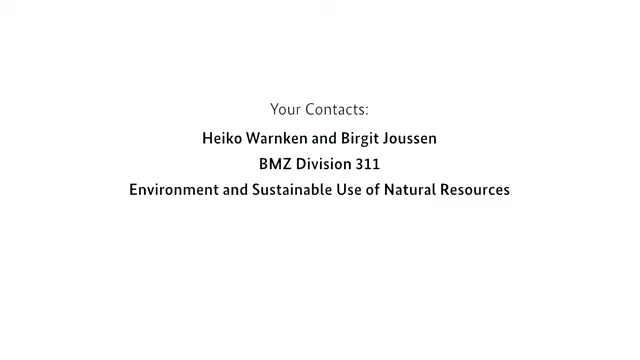 Your Contacts:
Heiko Warnken and Birgit Joussen
BMZ Division 311
Environment and Sustainable Use of Natural Resources